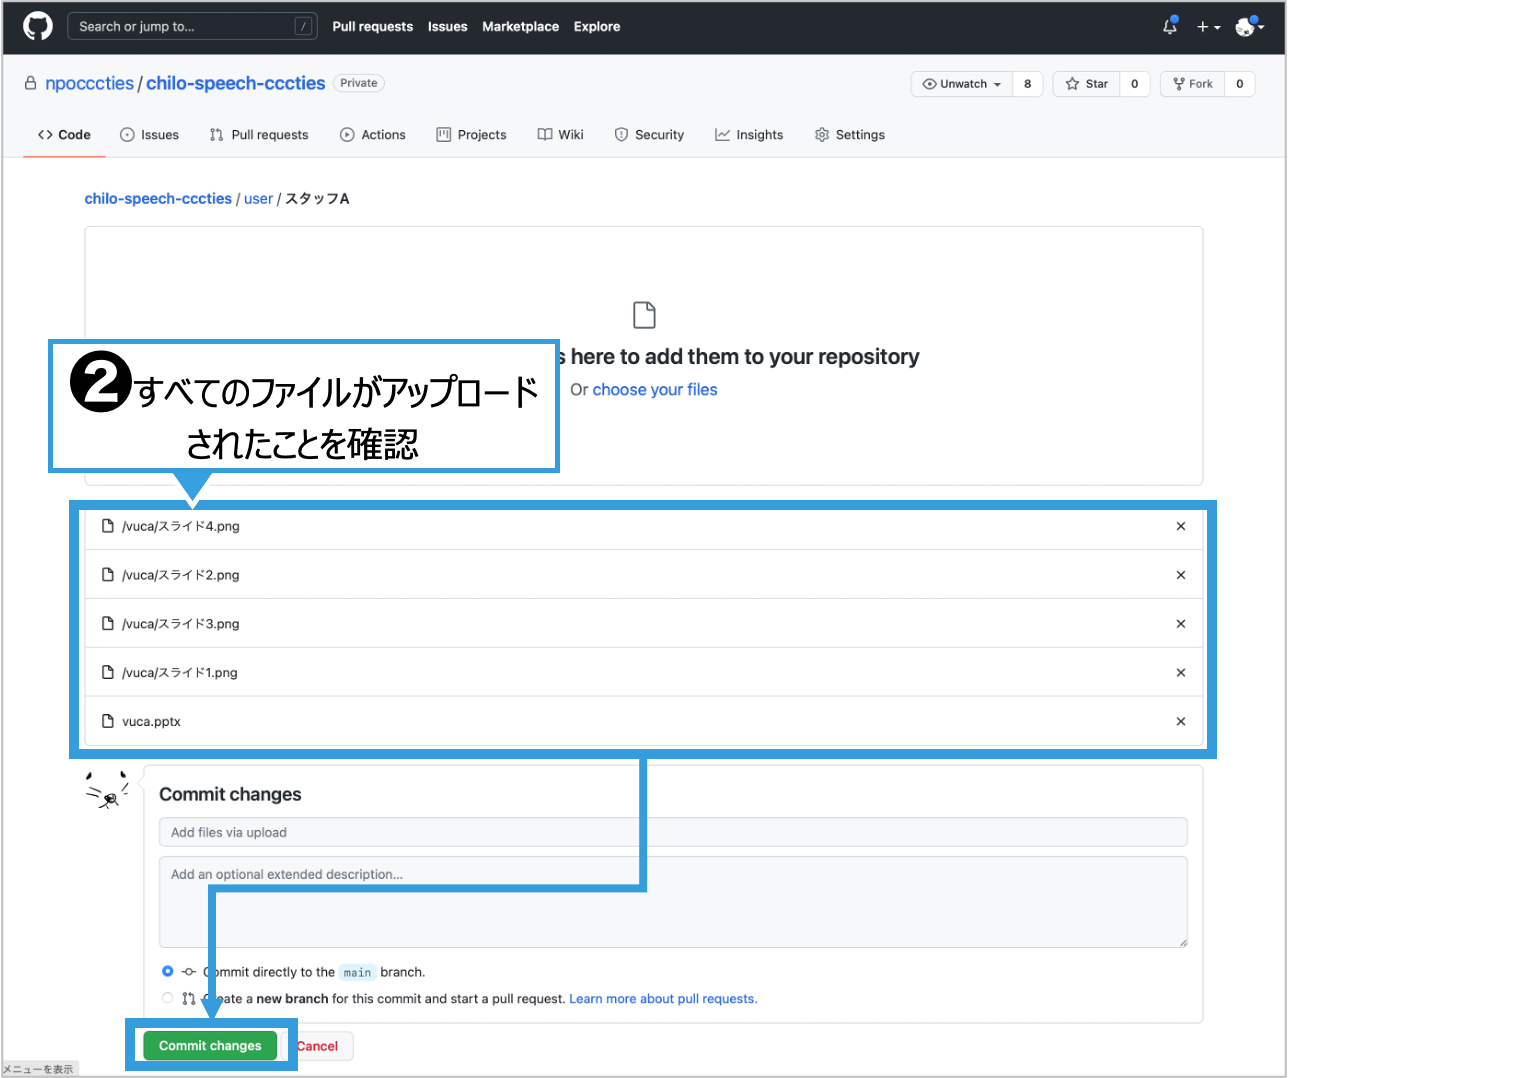 Search or jump to... /
Pull requests Issues Marketplace Explore
npocccties / chilo-speech-cccties Private
Unwatch 8 Star 0 Fork 0
Code Issues Pull requests Actions Projects Wiki Security Insights Settings
chilo-speech-cccties / user / スタッフA
here to add them to your repository
Or choose your files
❷すべてのファイルがアップロード
されたことを確認
/vuca/スライド4.png
/vuca/スライド2.png
/vuca/スライド3.png
/vuca/スライド1.png
vuca.pptx
Commit changes
Add files via upload
Add an optional extended description...
Commit directly to the main branch.
Create a new branch for this commit and start a pull request. Learn more about pull requests.
Commit changes Cancel
メニューを表示